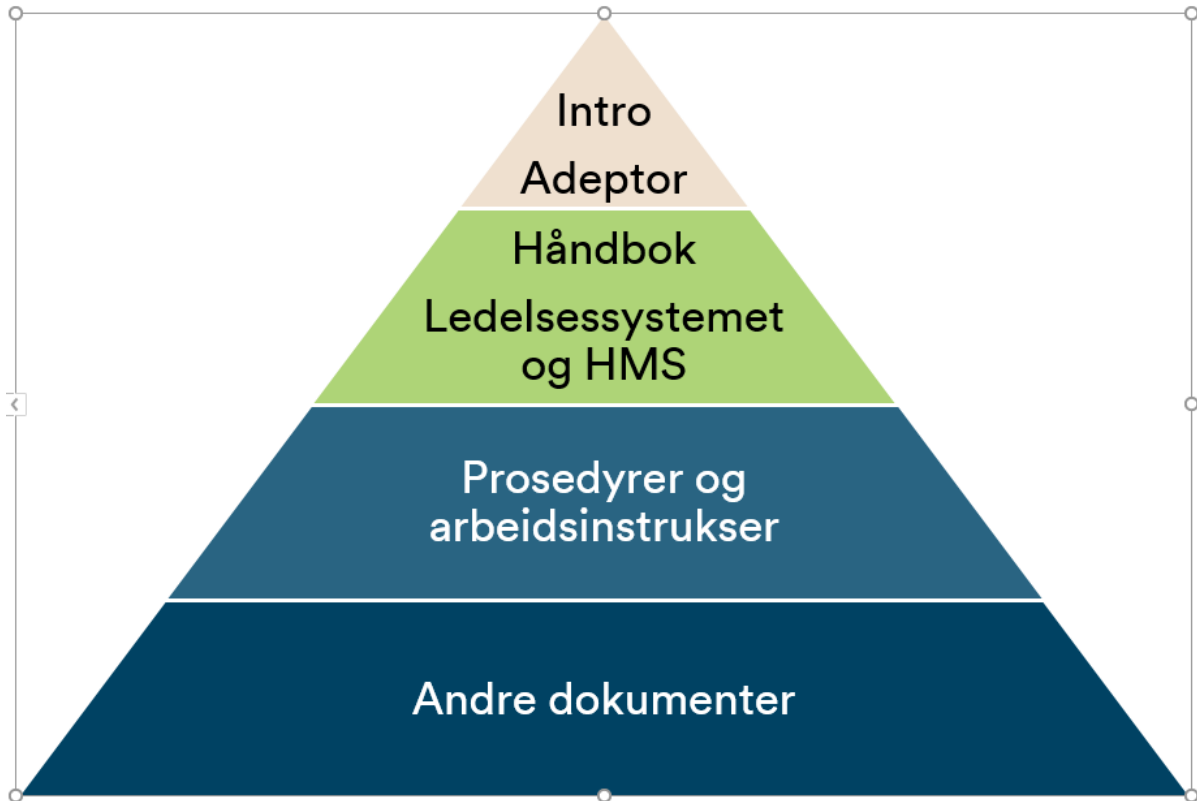 Intro
Adeptor
Håndbok
Ledelsessystemet
og HMS
Prosedyrer og
arbeidsinstrukser
Andre dokumenter